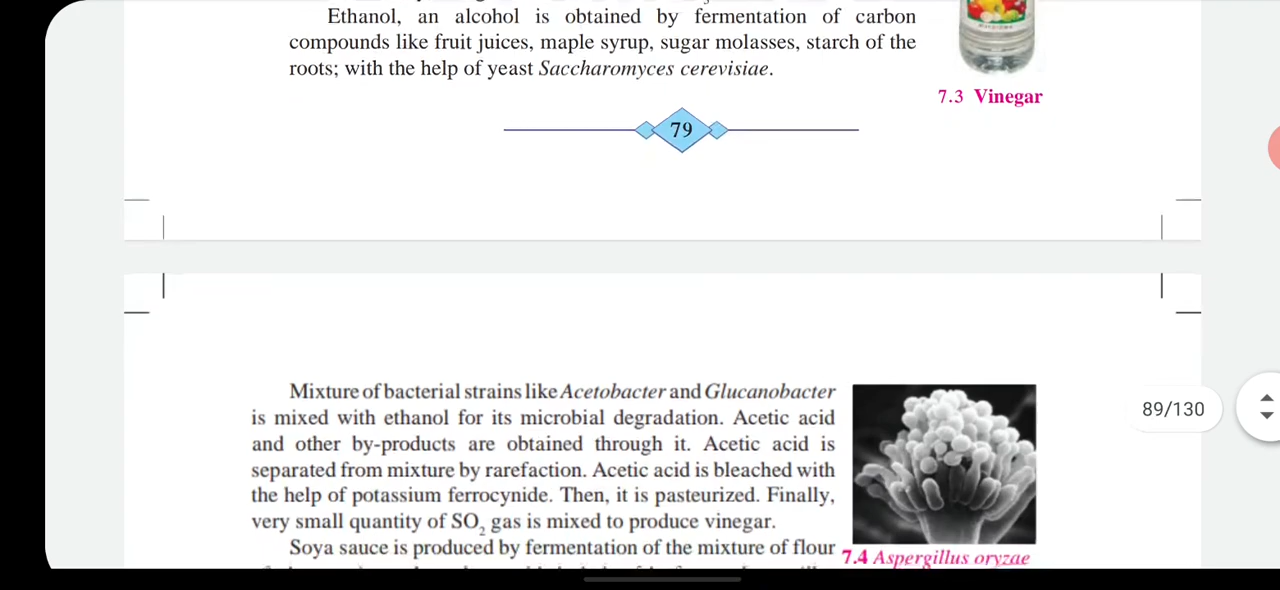 Ethanol, an alcohol is obtained by fermentation of carbon
compounds like fruit juices, maple syrup, sugar molasses, starch of the
roots; with the help of yeast Saccharomyces cerevisiae.
7.3 Vinegar
79
Mixture of bacterial strains like Acetobacter and Glucanobacter
is mixed with ethanol for its microbial degradation. Acetic acid
and other by-products are obtained through it. Acetic acid is
separated from mixture by rarefaction. Acetic acid is bleached with
the help of potassium ferrocynide. Then, it is pasteurized. Finally,
very small quantity of SO₂ gas is mixed to produce vinegar.
Soya sauce is produced by fermentation of the mixture of flour
7.4 Aspergillus oryzae
89/130